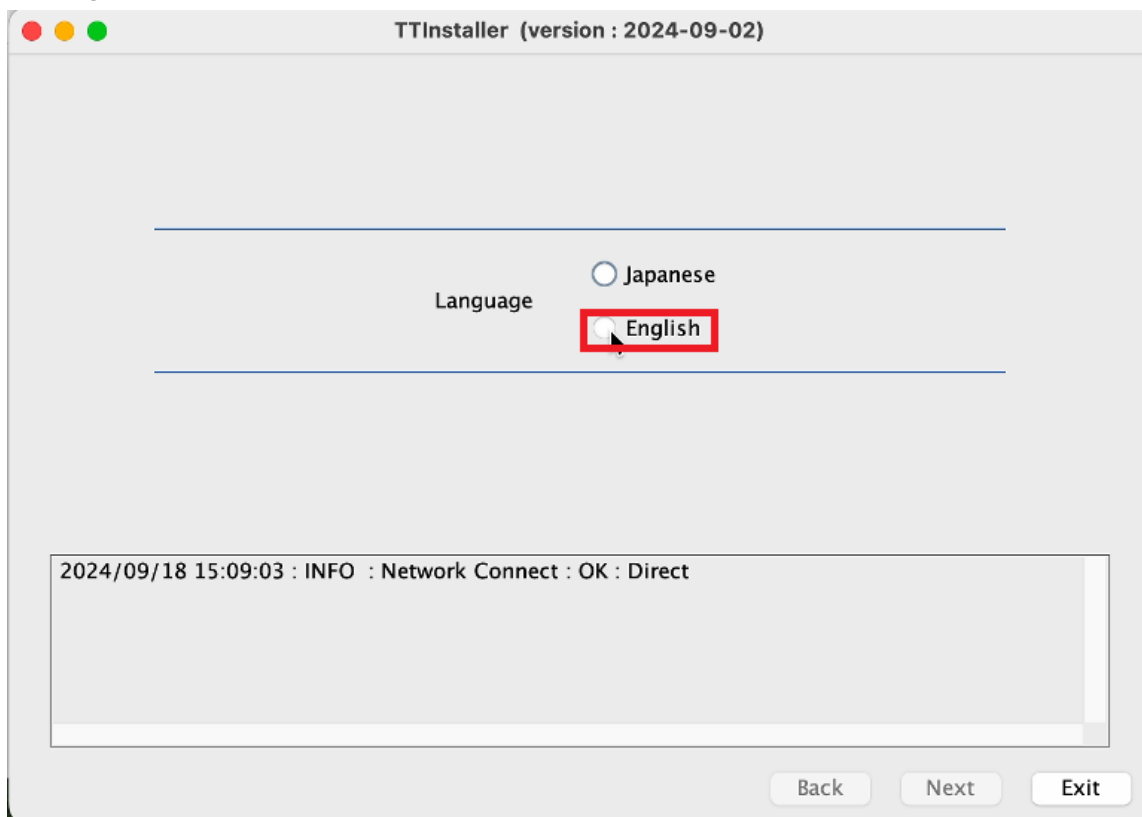 TTInstaller (version : 2024-09-02)
Japanese
Language
English
2024/09/18 15:09:03 : INFO : Network Connect : OK : Direct
Back Next Exit